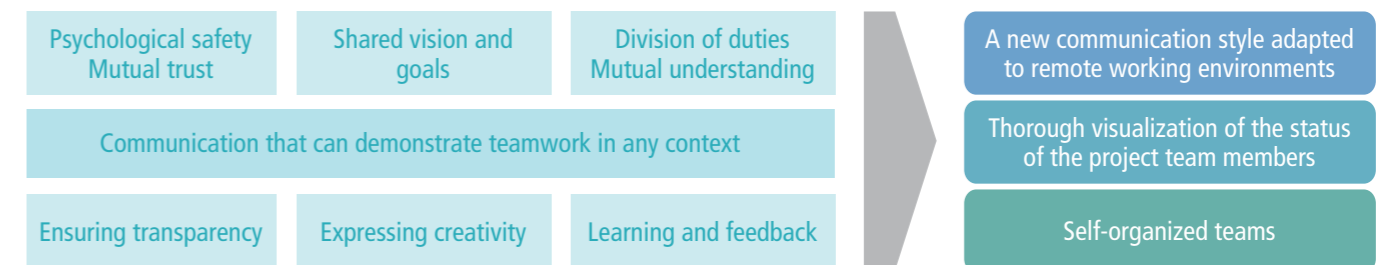 Psychological safety
Mutual trust
Shared vision and
goals
Division of duties
Mutual understanding
Communication that can demonstrate teamwork in any context
Ensuring transparency
Expressing creativity
Learning and feedback
A new communication style adapted
to remote working environments
Thorough visualization of the status
of the project team members
Self-organized teams